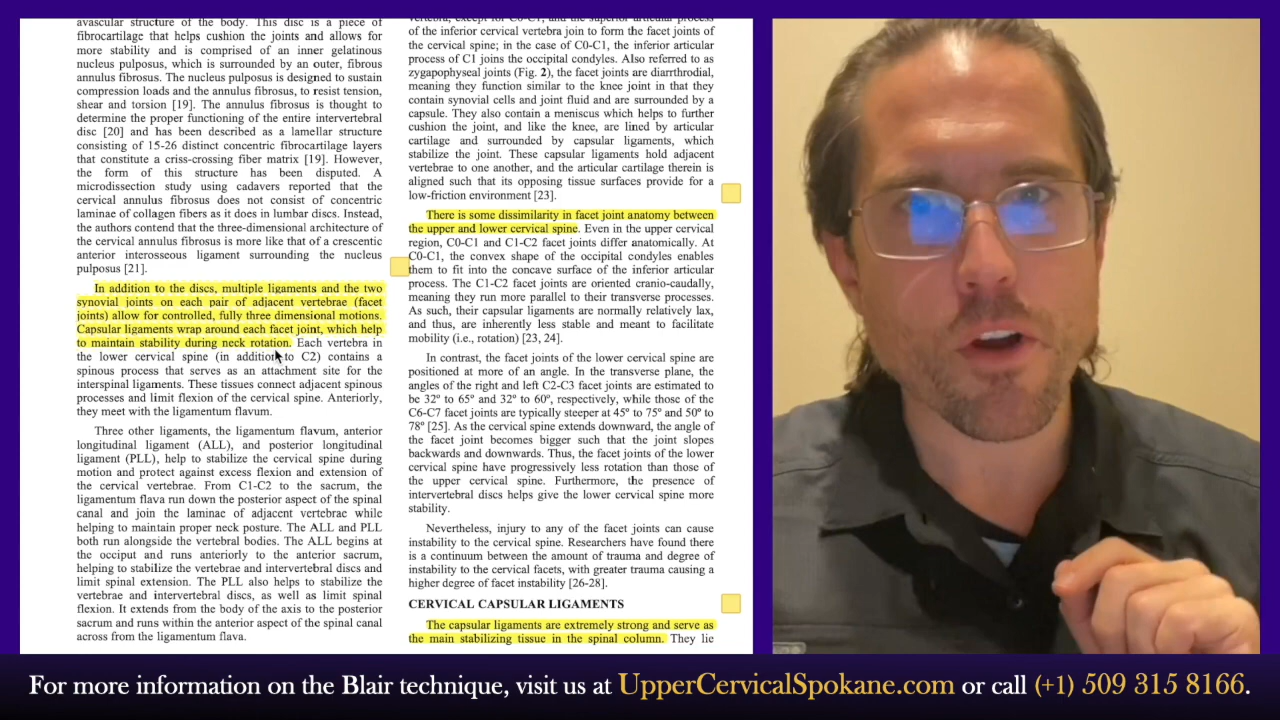 avascular structure of the body. This disc is a piece of
fibrocartilage that helps cushion the joints and allows for
more stability and is comprised of an inner gelatinous
nucleus pulposus, which is surrounded by an outer, fibrous
annulus fibrosus. The nucleus pulposus is designed to sustain
compression loads and the annulus fibrosus, to resist tension,
shear and torsion [19]. The annulus fibrosus is thought to
determine the proper functioning of the entire intervertebral
disc [20] and has been described as a lamellar structure
consisting of 15-26 distinct concentric fibrocartilage layers
that constitute a criss-crossing fiber matrix [19]. However,
the form of this structure has been disputed. A
microdissection study using cadavers reported that the
cervical annulus fibrosus does not consist of concentric
laminae of collagen fibers as it does in lumbar discs. Instead,
the authors contend that the three-dimensional architecture of
the cervical annulus fibrosus is more like that of a crescentic
anterior interosseous ligament surrounding the nucleus
pulposus [21].
In addition to the discs, multiple ligaments and the two
synovial joints on each pair of adjacent vertebrae (facet
joints) allow for controlled, fully three dimensional motions.
Capsular ligaments wrap around each facet joint, which help
to maintain stability during neck rotation. Each vertebra in
the lower cervical spine (in addition to C2) contains a
spinous process that serves as an attachment site for the
interspinal ligaments. These tissues connect adjacent spinous
processes and limit flexion of the cervical spine. Anteriorly,
they meet with the ligamentum flavum.
Three other ligaments, the ligamentum flavum, anterior
longitudinal ligament (ALL), and posterior longitudinal
ligament (PLL), help to stabilize the cervical spine during
motion and protect against excess flexion and extension of
the cervical vertebrae. From C1-C2 to the sacrum, the
ligamentum flava run down the posterior aspect of the spinal
canal and join the laminae of adjacent vertebrae while
helping to maintain proper neck posture. The ALL and PLL
both run alongside the vertebral bodies. The ALL begins at
the occiput and runs anteriorly to the anterior sacrum,
helping to stabilize the vertebrae and intervertebral discs and
limit spinal extension. The PLL also helps to stabilize the
vertebrae and intervertebral discs, as well as limit spinal
flexion. It extends from the body of the axis to the posterior
sacrum and runs within the anterior aspect of the spinal canal
across from the ligamentum flava.
vertebra, except for C0-C1, and the superior articular process
of the inferior cervical vertebra join to form the facet joints of
the cervical spine; in the case of C0-C1, the inferior articular
process of C1 joins the occipital condyles. Also referred to as
zygapophyseal joints (Fig. 2), the facet joints are diarrthrodial,
meaning they function similar to the knee joint in that they
contain synovial cells and joint fluid and are surrounded by a
capsule. They also contain a meniscus which helps to further
cushion the joint, and like the knee, are lined by articular
cartilage and surrounded by capsular ligaments, which
stabilize the joint. These capsular ligaments hold adjacent
vertebrae to one another, and the articular cartilage therein is
aligned such that its opposing tissue surfaces provide for a
low-friction environment [23].
There is some dissimilarity in facet joint anatomy between
the upper and lower cervical spine. Even in the upper cervical
region, C0-C1 and C1-C2 facet joints differ anatomically. At
C0-C1, the convex shape of the occipital condyles enables
them to fit into the concave surface of the inferior articular
process. The C1-C2 facet joints are oriented cranio-caudally,
meaning they run more parallel to their transverse processes.
As such, their capsular ligaments are normally relatively lax,
and thus, are inherently less stable and meant to facilitate
mobility (i.e., rotation) [23, 24].
In contrast, the facet joints of the lower cervical spine are
positioned at more of an angle. In the transverse plane, the
angles of the right and left C2-C3 facet joints are estimated to
be 32º to 65º and 32º to 60º, respectively, while those of the
C6-C7 facet joints are typically steeper at 45º to 75º and 50º to
78º [25]. As the cervical spine extends downward, the angle of
the facet joint becomes bigger such that the joint slopes
backwards and downwards. Thus, the facet joints of the lower
cervical spine have progressively less rotation than those of
the upper cervical spine. Furthermore, the presence of
intervertebral discs helps give the lower cervical spine more
stability.
Nevertheless, injury to any of the facet joints can cause
instability to the cervical spine. Researchers have found there
is a continuum between the amount of trauma and degree of
instability to the cervical facets, with greater trauma causing a
higher degree of facet instability [26-28].
CERVICAL CAPSULAR LIGAMENTS
The capsular ligaments are extremely strong and serve as
the main stabilizing tissue in the spinal column. They lie
For more information on the Blair technique, visit us at UpperCervicalSpokane.com or call (+1) 509 315 8166.